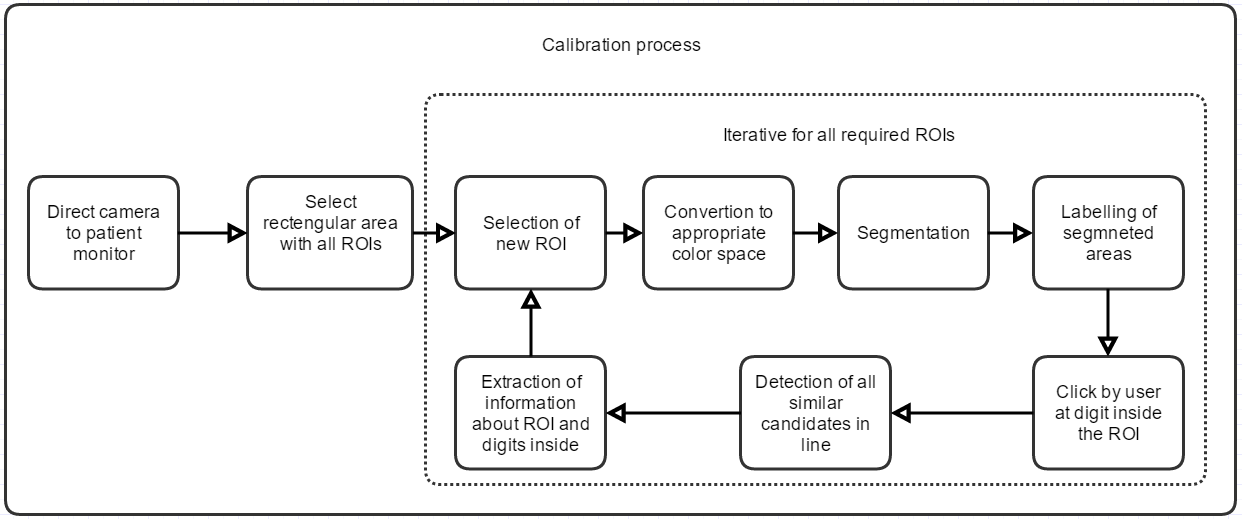 Calibration process
Iterative for all required ROIs
Direct camera
to patient
monitor
Select
rectengular area
with all ROIs
Selection of
new ROI
Convertion to
appropriate
color space
Segmentation
Labelling of
segmneted
areas
Click by user
at digit inside
the ROI
Detection of all
similar
candidates in
line
Extraction of
information
about ROI and
digits inside